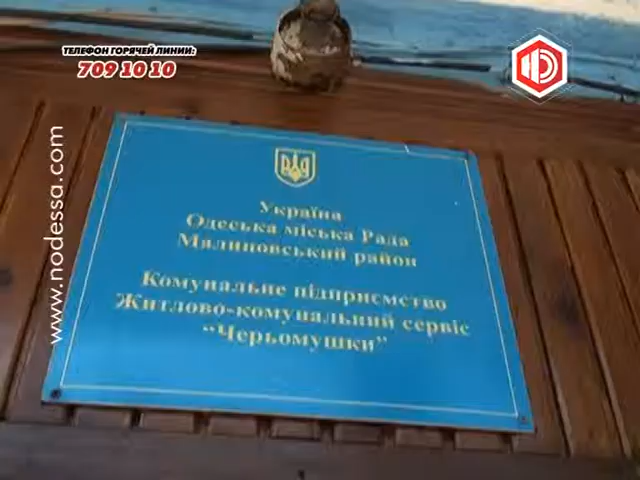 ТЕЛЕФОН ГОРЯЧЕЙ ЛИНИИ:
709 10 10
www.nodessa.com
Україна
Одеська міська Рада
Малиновський район
Комунальне підприємство
Житлово-комунальний сервіс
“Черьомушки”